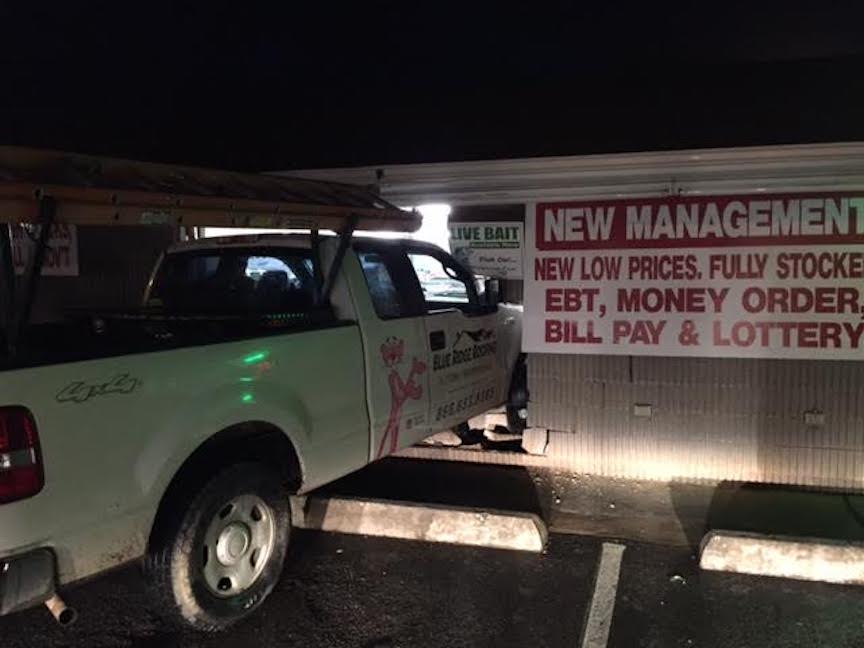 LIVE BAIT
NEW MANAGEMENT
NEW LOW PRICES. FULLY STOCKE
EBT, MONEY ORDER,
BILL PAY & LOTTERY
4x4
BLUE RIDGE ROOFING